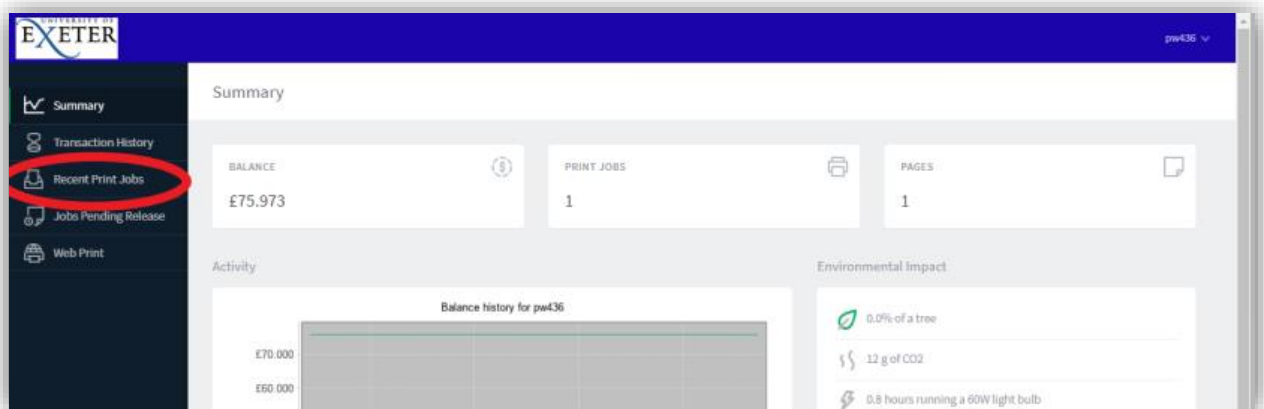 UNIVERSITY OF
EXETER
pw436
Summary
Transaction History
Recent Print Jobs
Jobs Pending Release
Web Print
Summary
BALANCE
£75.973
PRINT JOBS
1
PAGES
1
Activity
Balance history for pw436
£70.000
£60.000
Environmental Impact
0.0% of a tree
12 g of CO2
0.8 hours running a 60W light bulb